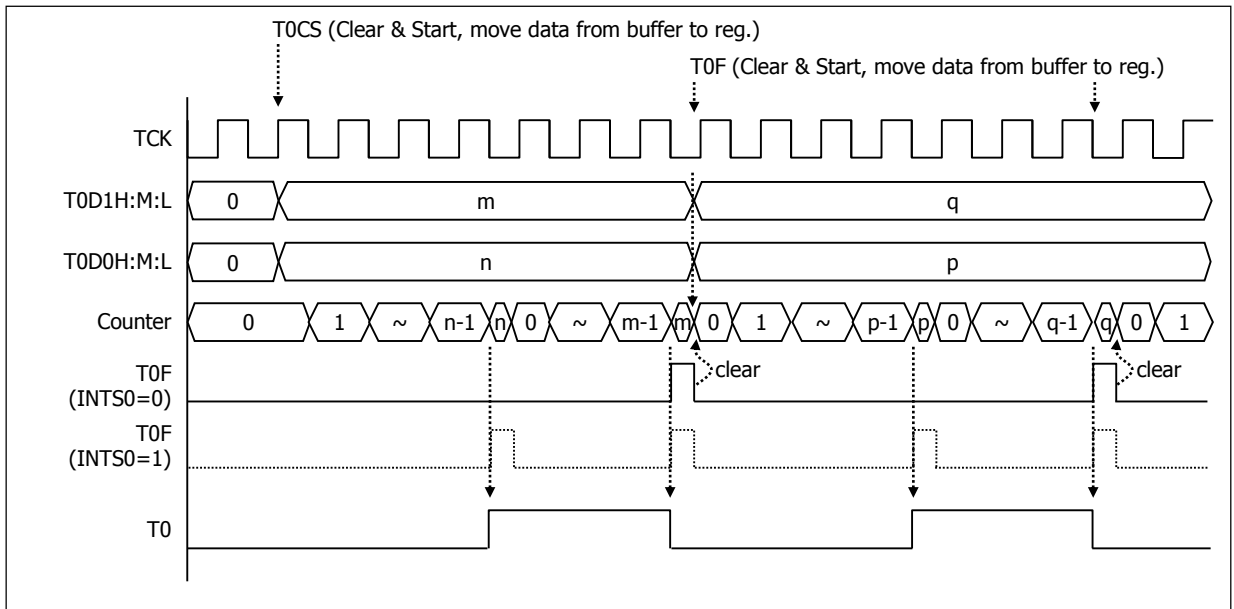 T0CS (Clear & Start, move data from buffer to reg.)
T0F (Clear & Start, move data from buffer to reg.)
TCK
T0D1H:M:L 0 m q
T0D0H:M:L 0 n p
Counter 0 1 ~ n-1 n 0 ~ m-1 m 0 1 ~ p-1 p 0 ~ q-1 q 0 1
T0F
(INTS0=0)
clear clear
T0F
(INTS0=1)
T0